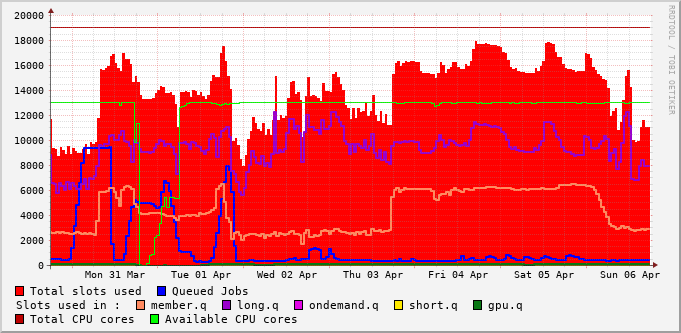 20000
18000
16000
14000
12000
10000
8000
6000
4000
2000
0
Mon 31 Mar Tue 01 Apr Wed 02 Apr Thu 03 Apr Fri 04 Apr Sat 05 Apr Sun 06 Apr
RRDTOOL / TOBI OETIKER
Total slots used Queued Jobs
Slots used in : member.q long.q ondemand.q short.q gpu.q
Total CPU cores Available CPU cores